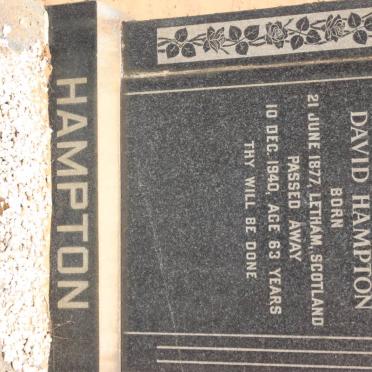 DAVID HAMPTON
BORN
21 JUNE 1877, LETHAM, SCOTLAND
PASSED AWAY
10 DEC. 1940, AGE 63 YEARS
THY WILL BE DONE
HAMPTON